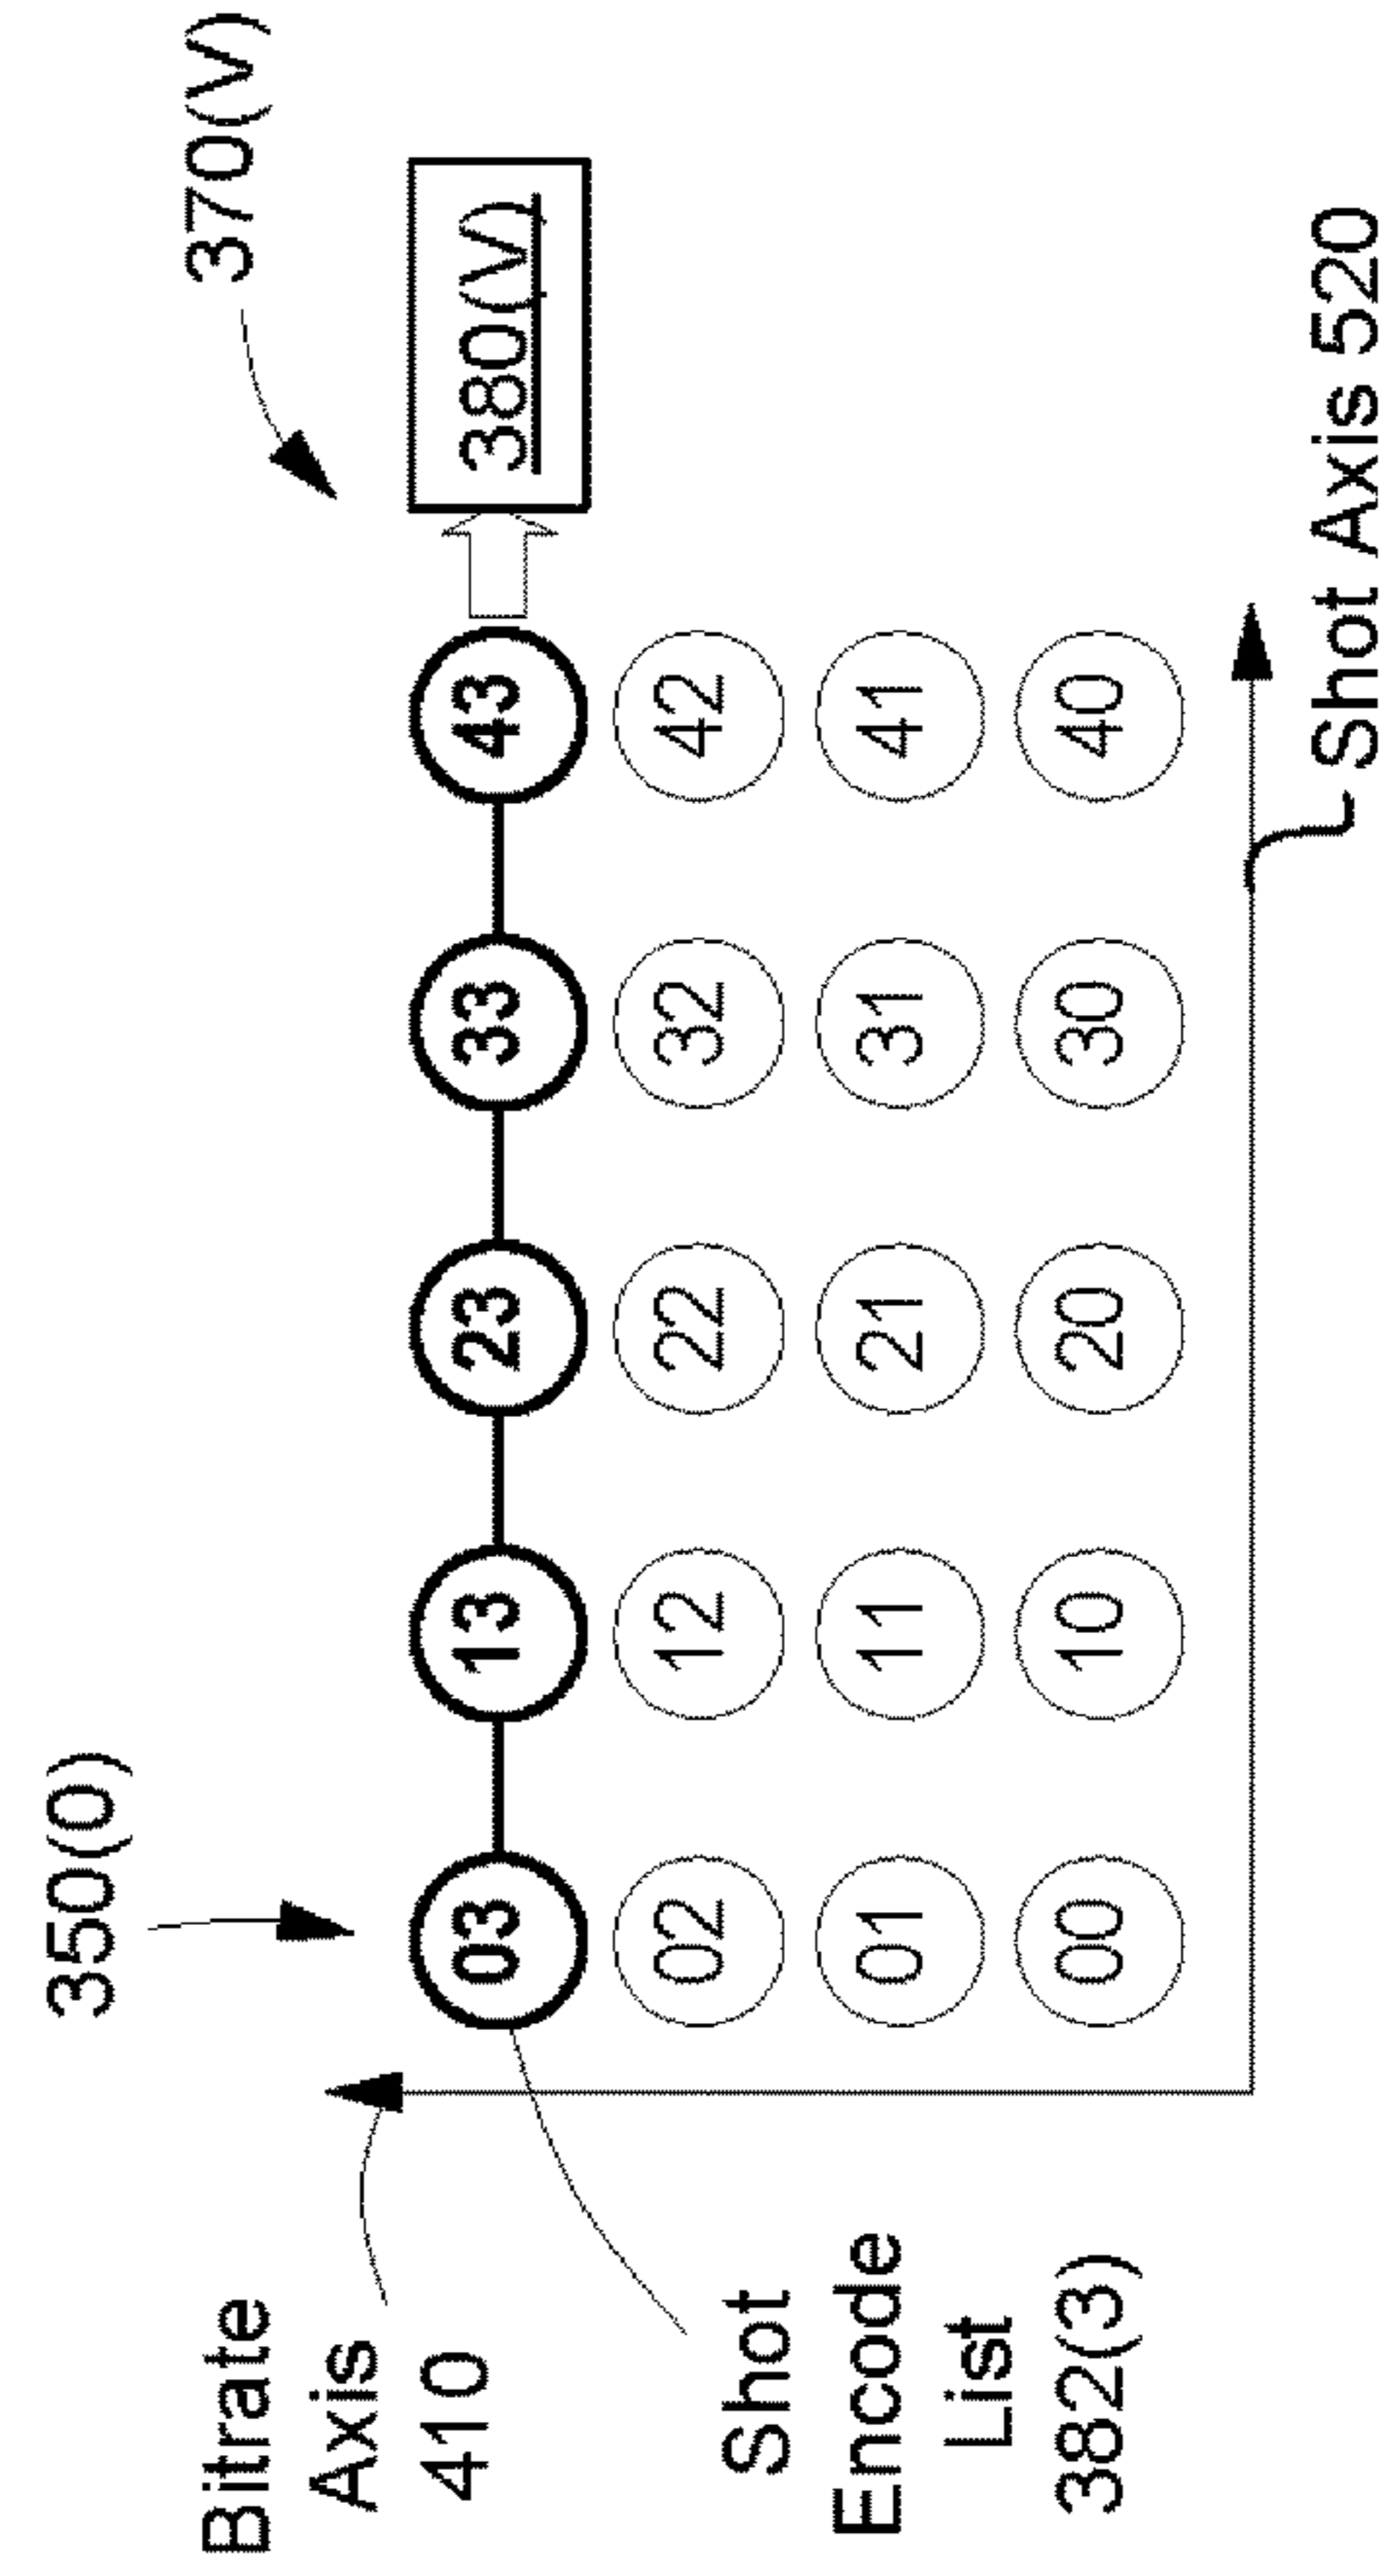 350(0)
370(V)
Bitrate
Axis
410
03 13 23 33 43
380(V)
02 12 22 32 42
01 11 21 31 41
00 10 20 30 40
Shot
Encode
List
382(3)
Shot Axis 520